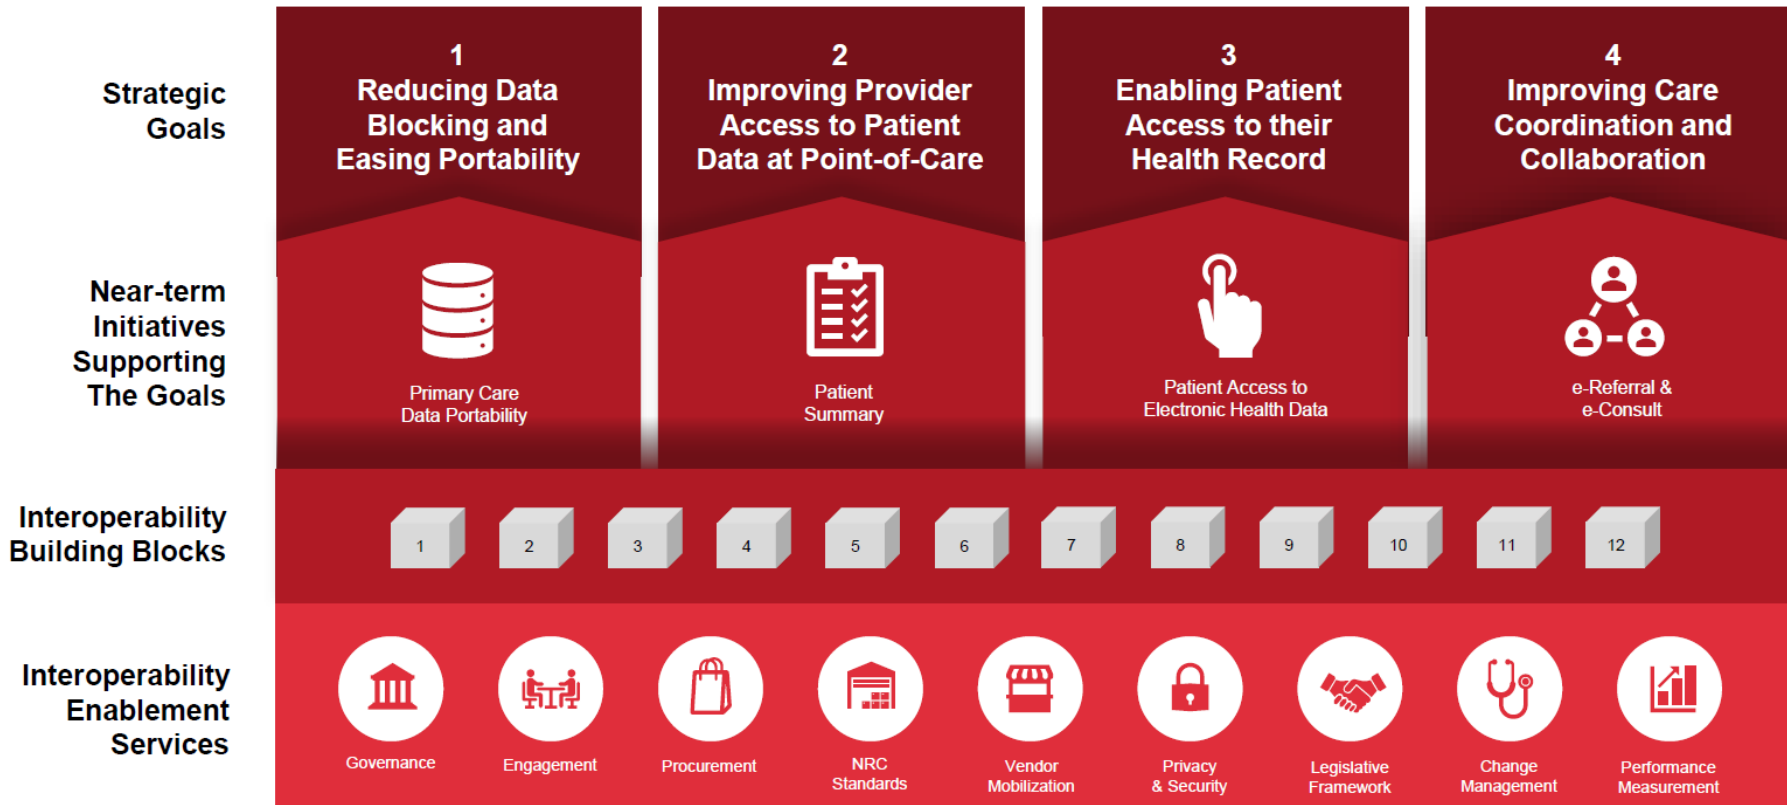 Strategic
Goals
1
Reducing Data
Blocking and
Easing Portability
2
Improving Provider
Access to Patient
Data at Point-of-Care
3
Enabling Patient
Access to their
Health Record
4
Improving Care
Coordination and
Collaboration
Near-term
Initiatives
Supporting
The Goals
Primary Care
Data Portability
Patient
Summary
Patient Access to
Electronic Health Data
e-Referral &
e-Consult
Interoperability
Building Blocks
1
2
3
4
5
6
7
8
9
10
11
12
Interoperability
Enablement
Services
Governance
Engagement
Procurement
NRC
Standards
Vendor
Mobilization
Privacy
& Security
Legislative
Framework
Change
Management
Performance
Measurement